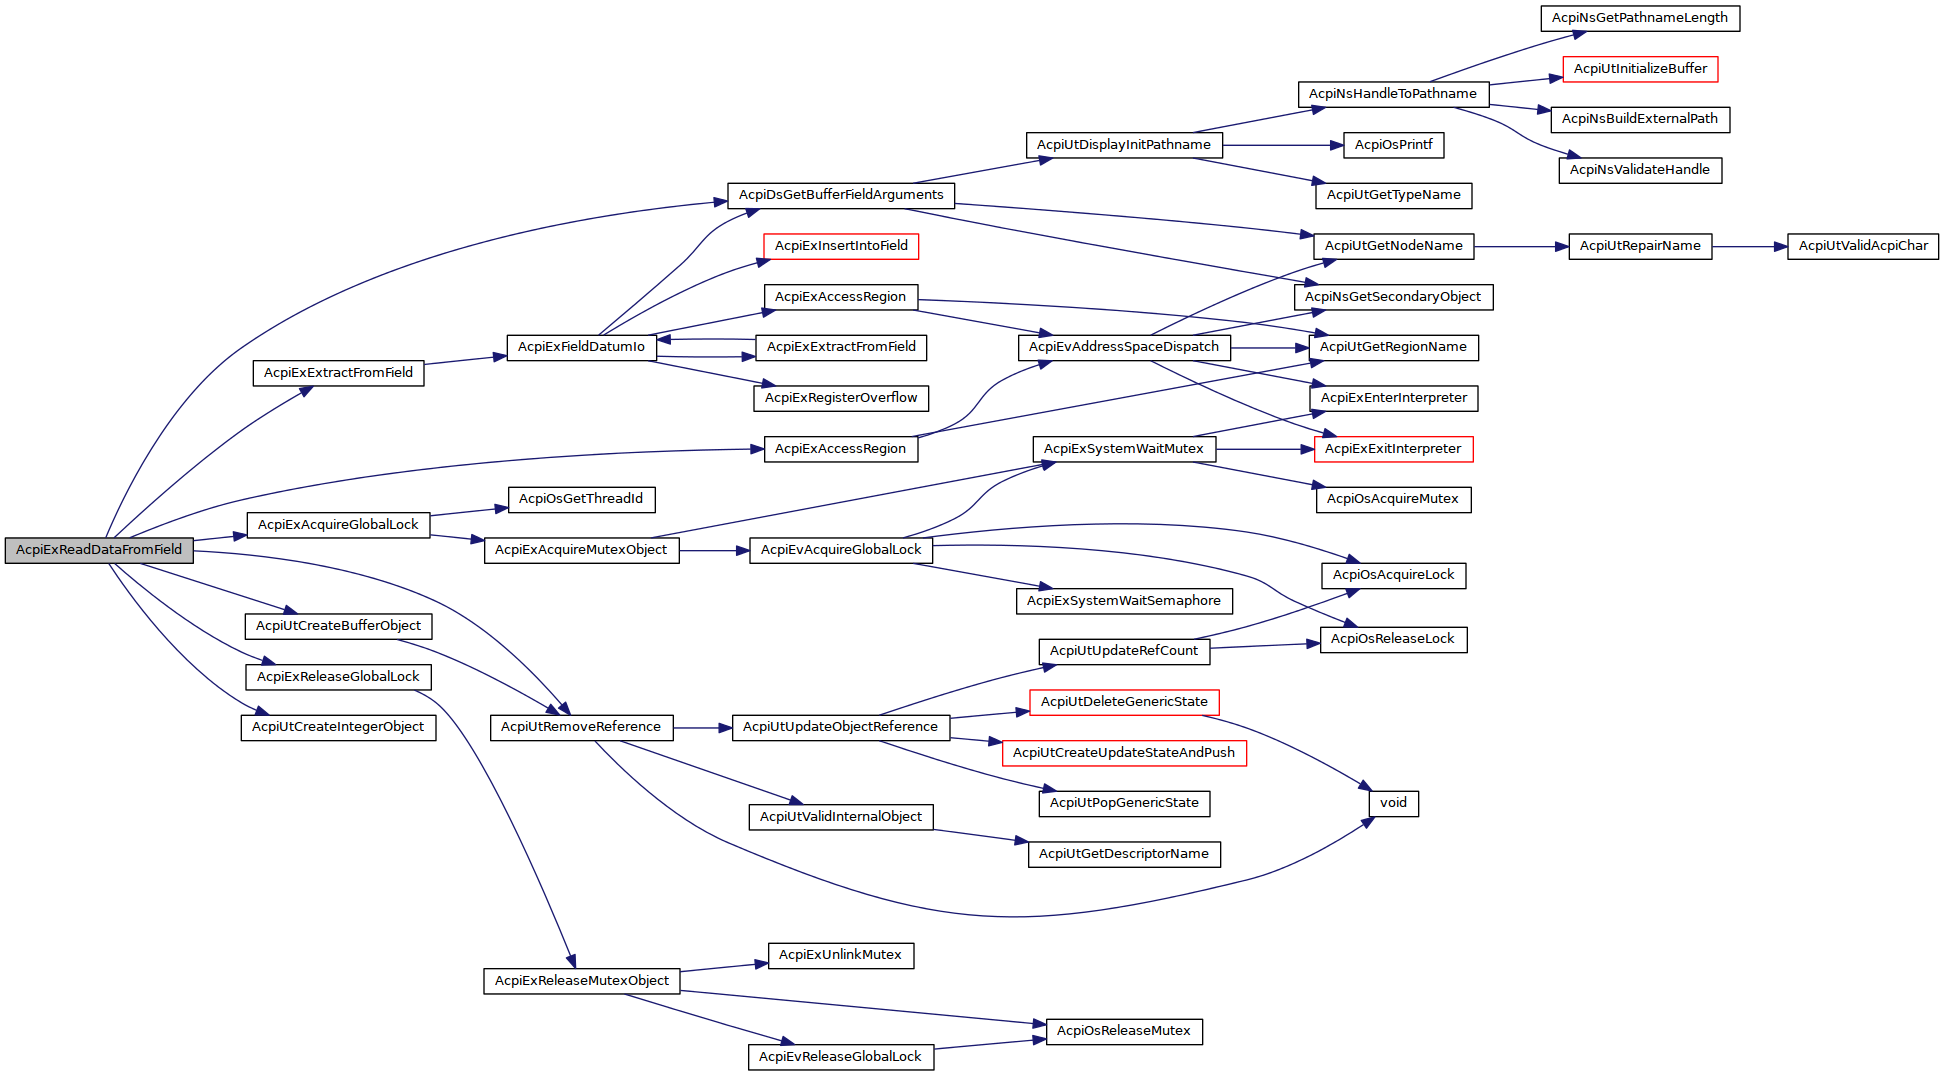 AcpiNsGetPathnameLength
AcpiUtInitializeBuffer
AcpiNsHandleToPathname
AcpiNsBuildExternalPath
AcpiUtDisplayInitPathname
AcpiOsPrintf
AcpiNsValidateHandle
AcpiDsGetBufferFieldArguments
AcpiUtGetTypeName
AcpiExInsertIntoField
AcpiUtGetNodeName
AcpiUtRepairName
AcpiUtValidAcpiChar
AcpiExAccessRegion
AcpiNsGetSecondaryObject
AcpiExFieldDatumIo
AcpiExExtractFromField
AcpiEvAddressSpaceDispatch
AcpiUtGetRegionName
AcpiExExtractFromField
AcpiExRegisterOverflow
AcpiExEnterInterpreter
AcpiExAccessRegion
AcpiExSystemWaitMutex
AcpiExExitInterpreter
AcpiOsGetThreadId
AcpiOsAcquireMutex
AcpiExAcquireGlobalLock
AcpiExReadDataFromField
AcpiExAcquireMutexObject
AcpiEvAcquireGlobalLock
AcpiOsAcquireLock
AcpiExSystemWaitSemaphore
AcpiUtCreateBufferObject
AcpiOsReleaseLock
AcpiUtUpdateRefCount
AcpiExReleaseGlobalLock
AcpiUtDeleteGenericState
AcpiUtCreateIntegerObject
AcpiUtRemoveReference
AcpiUtUpdateObjectReference
AcpiUtCreateUpdateStateAndPush
AcpiUtPopGenericState
void
AcpiUtValidInternalObject
AcpiUtGetDescriptorName
AcpiExUnlinkMutex
AcpiExReleaseMutexObject
AcpiOsReleaseMutex
AcpiEvReleaseGlobalLock